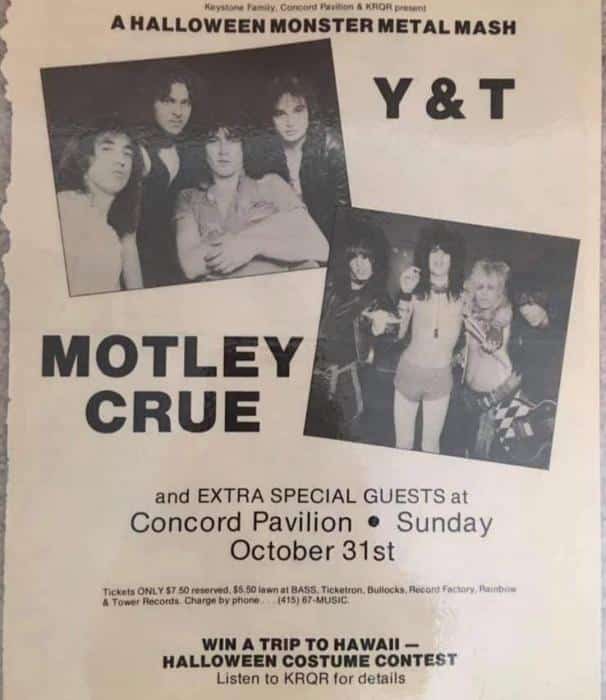 Keystone Family, Concord Pavilion & KRQR present
A HALLOWEEN MONSTER METAL MASH
Y & T
MOTLEY
CRUE
and EXTRA SPECIAL GUESTS at
Concord Pavilion • Sunday
October 31st
Tickets ONLY $7.50 reserved, $5.50 lawn at BASS, Ticketron, Bullocks, Record Factory, Rainbow
& Tower Records. Charge by phone . . . (415) 67-MUSIC.
WIN A TRIP TO HAWAII —
HALLOWEEN COSTUME CONTEST
Listen to KRQR for details